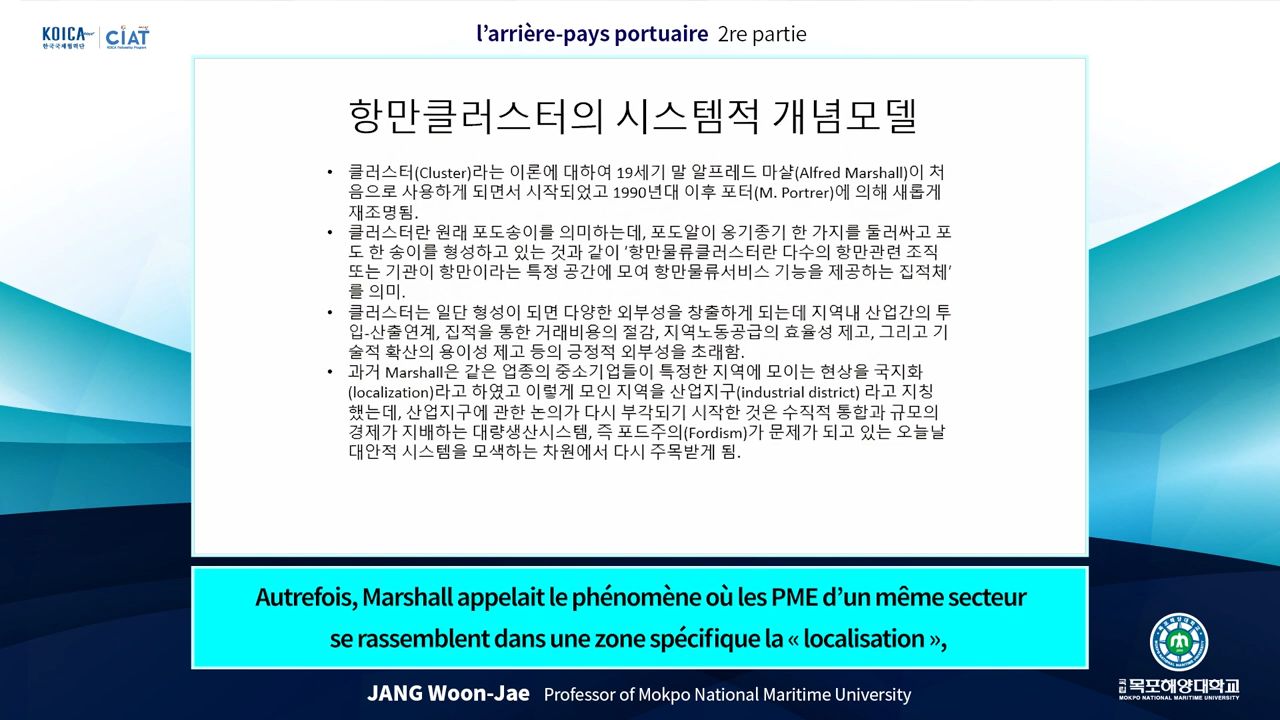 KOICA
한국국제협력단
CIAT
KOICA Fellowship Program
l'arrière-pays portuaire 2re partie
항만클러스터의 시스템적 개념모델
• 클러스터(Cluster)라는 이론에 대하여 19세기 말 알프레드 마샬(Alfred Marshall)이 처
음으로 사용하게 되면서 시작되었고 1990년대 이후 포터(M. Portrer)에 의해 새롭게
재조명됨.
• 클러스터란 원래 포도송이를 의미하는데, 포도알이 옹기종기 한 가지를 둘러싸고 포
도 한 송이를 형성하고 있는 것과 같이 '항만물류클러스터란 다수의 항만관련 조직
또는 기관이 항만이라는 특정 공간에 모여 항만물류서비스 기능을 제공하는 집적체'
를 의미.
• 클러스터는 일단 형성이 되면 다양한 외부성을 창출하게 되는데 지역내 산업간의 투
입-산출연계, 집적을 통한 거래비용의 절감, 지역노동공급의 효율성 제고, 그리고 기
술적 확산의 용이성 제고 등의 긍정적 외부성을 초래함.
• 과거 Marshall은 같은 업종의 중소기업들이 특정한 지역에 모이는 현상을 국지화
(localization)라고 하였고 이렇게 모인 지역을 산업지구(industrial district) 라고 지칭
했는데, 산업지구에 관한 논의가 다시 부각되기 시작한 것은 수직적 통합과 규모의
경제가 지배하는 대량생산시스템, 즉 포드주의(Fordism)가 문제가 되고 있는 오늘날
대안적 시스템을 모색하는 차원에서 다시 주목받게 됨.
Autrefois, Marshall appelait le phénomène où les PME d'un même secteur
se rassemblent dans une zone spécifique la « localisation »,
JANG Woon-Jae Professor of Mokpo National Maritime University
국립 목포해양대학교
MOKPO NATIONAL MARITIME UNIVERSITY